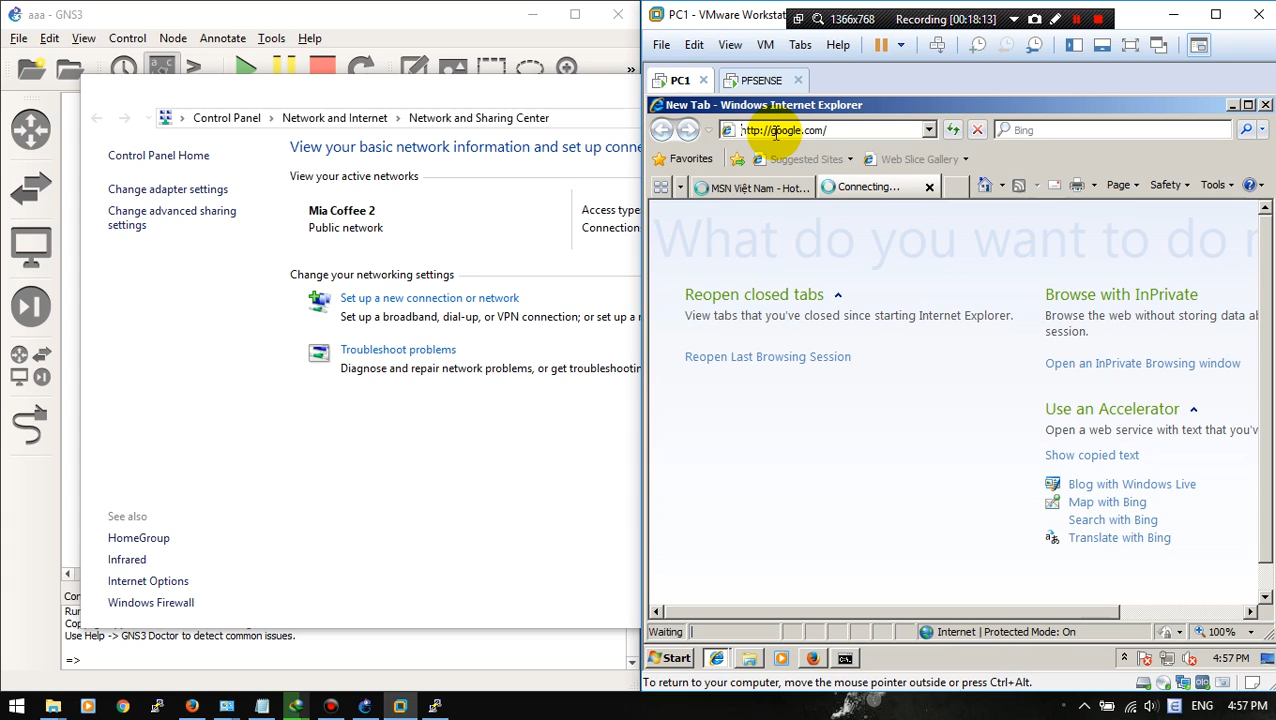 aaa - GNS3
File Edit View Control Node Annotate Tools Help
»
Control Panel > Network and Internet > Network and Sharing Center
Control Panel Home
Change adapter settings
Change advanced sharing
settings
View your basic network information and set up conne
View your active networks
Mia Coffee 2
Public network
Access type:
Connection
Change your networking settings
Set up a new connection or network
Set up a broadband, dial-up, or VPN connection; or set up a
Troubleshoot problems
Diagnose and repair network problems, or get troubleshootin
See also
HomeGroup
Infrared
Internet Options
Windows Firewall
Use Help -> GNS3 Doctor to detect common issues.
=>
PC1 - VMware Workstat
1366x768 Recording [00:18:13]
File Edit View VM Tabs Help
PC1 PFSENSE
New Tab - Windows Internet Explorer
http://google.com/
Bing
Favorites Suggested Sites Web Slice Gallery
MSN Việt Nam - Hot... Connecting...
Page Safety Tools
What do you want to do n
Reopen closed tabs
View tabs that you've closed since starting Internet Explorer.
Reopen Last Browsing Session
Browse with InPrivate
Browse the web without storing data ab
session.
Open an InPrivate Browsing window
Use an Accelerator
Open a web service with text that you'v
Show copied text
Blog with Windows Live
Map with Bing
Search with Bing
Translate with Bing
Waiting
Internet | Protected Mode: On
100%
Start
4:57 PM
To return to your computer, move the mouse pointer outside or press Ctrl+Alt.
ENG 4:57 PM